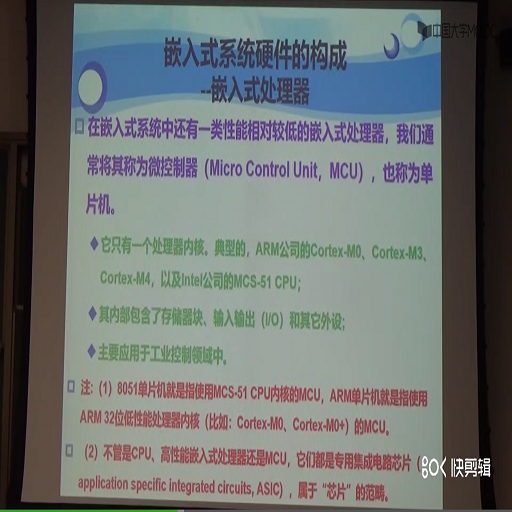 中国大学MOOC
嵌入式系统硬件的构成
--嵌入式处理器
在嵌入式系统中还有一类性能相对较低的嵌入式处理器，我们通
常将其称为微控制器（Micro Control Unit，MCU），也称为单
片机。
它只有一个处理器内核。典型的，ARM公司的Cortex-M0、Cortex-M3、
Cortex-M4，以及Intel公司的MCS-51 CPU；
其内部包含了存储器块、输入输出（I/O）和其它外设；
主要应用于工业控制领域中。
注:（1）8051单片机就是指使用MCS-51 CPU内核的MCU，ARM单片机就是指使用
ARM 32位低性能处理器内核（比如：Cortex-M0、Cortex-M0+）的MCU。
（2）不管是CPU、高性能嵌入式处理器还是MCU，它们都是专用集成电路芯片（
application specific integrated circuits, ASIC），属于“芯片”的范畴。
快剪辑